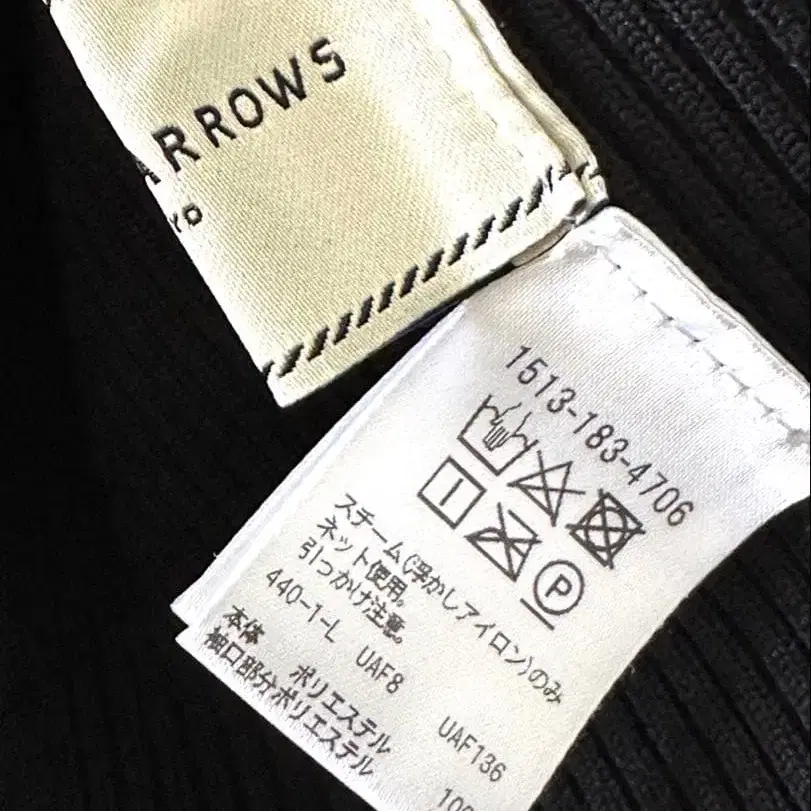 ARROWS
YO
1513-183-4706
P
スチーム(浮かしアイロン)のみ
ネット使用。
引っかけ注意。
440-1-L UAF8 UAF136
本体 ポリエステル 100
袖口部分ポリエステル